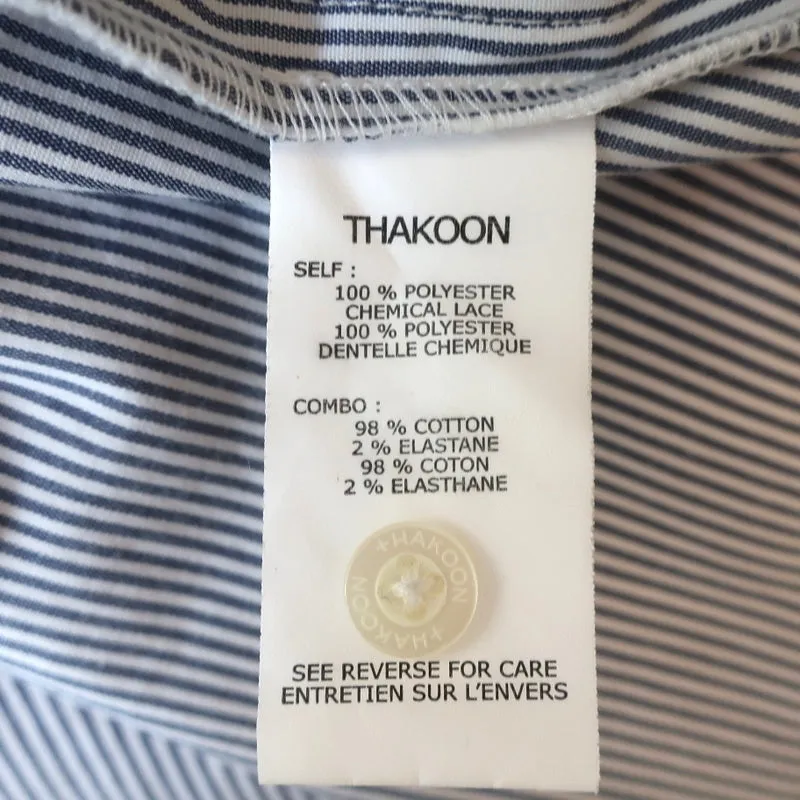 THAKOON
SELF :
100 % POLYESTER
CHEMICAL LACE
100 % POLYESTER
DENTELLE CHEMIQUE
COMBO :
98 % COTTON
2 % ELASTANE
98 % COTON
2 % ELASTHANE
THAKOON
THAKOON
SEE REVERSE FOR CARE
ENTRETIEN SUR L'ENVERS